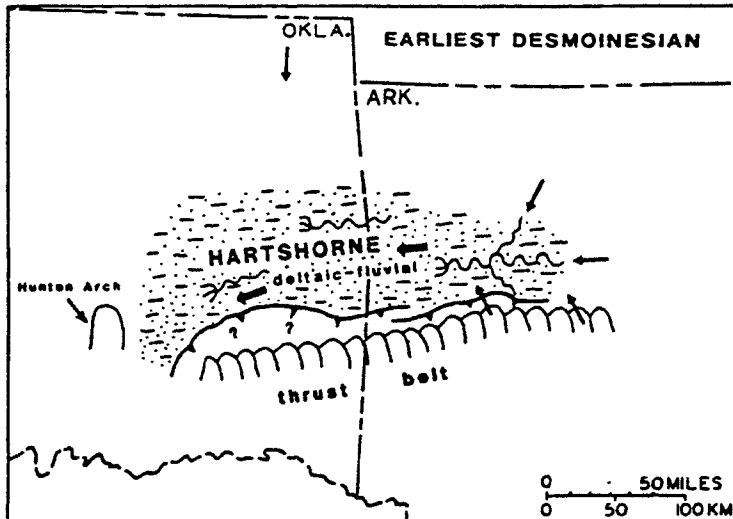 OKLA.
EARLIEST DESMOINESIAN
ARK.
HARTSHORNE
deltaic-fluvial
Hunton Arch
? ?
thrust belt
0 50 MILES
0 50 100 KM